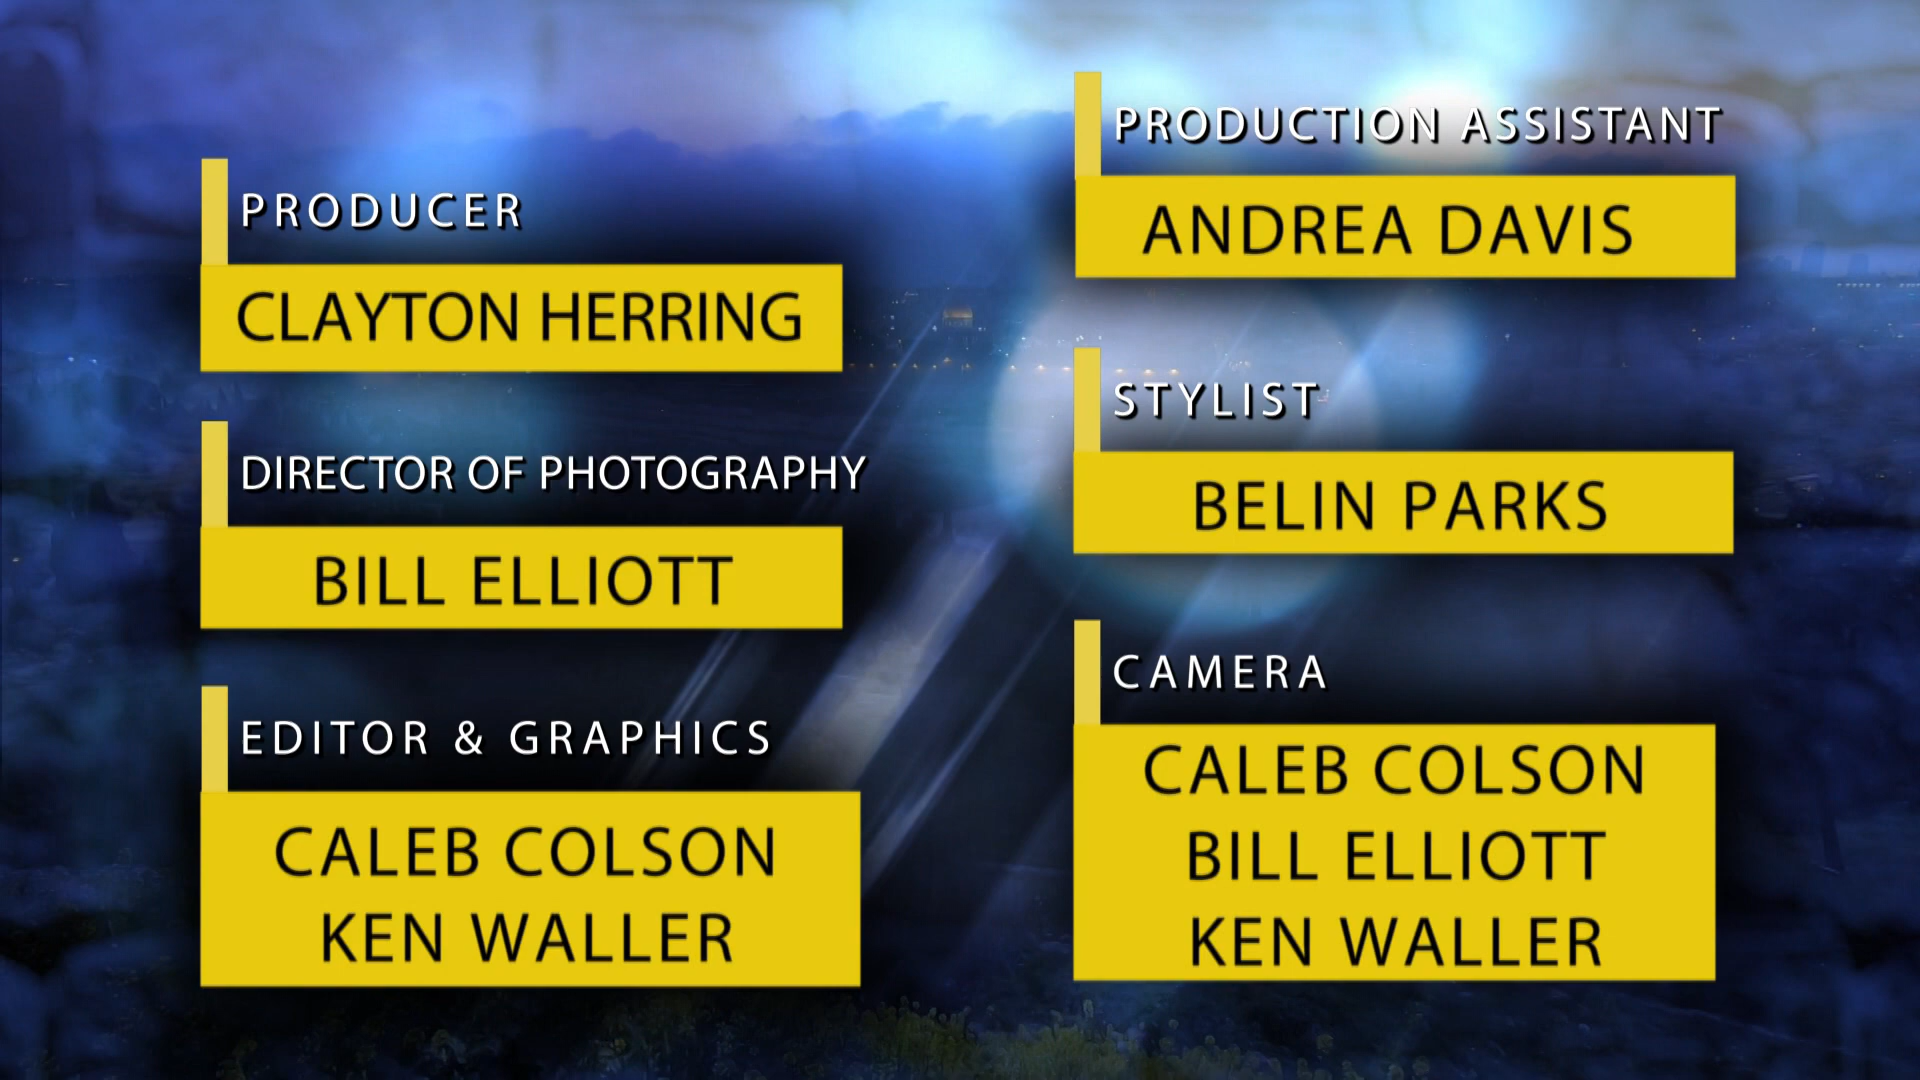 PRODUCER
CLAYTON HERRING
DIRECTOR OF PHOTOGRAPHY
BILL ELLIOTT
EDITOR & GRAPHICS
CALEB COLSON
KEN WALLER
PRODUCTION ASSISTANT
ANDREA DAVIS
STYLIST
BELIN PARKS
CAMERA
CALEB COLSON
BILL ELLIOTT
KEN WALLER